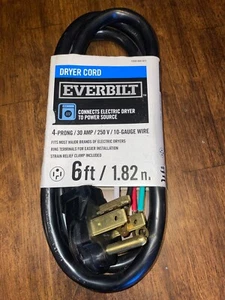 DRYER CORD
EVERBILT
CONNECTS ELECTRIC DRYER
TO POWER SOURCE
4-PRONG / 30 AMP / 250 V / 10-GAUGE WIRE
FITS MOST MAJOR BRANDS OF ELECTRIC DRYERS
RING TERMINALS FOR EASIER INSTALLATION
STRAIN RELIEF CLAMP INCLUDED
6ft / 1.82 m.